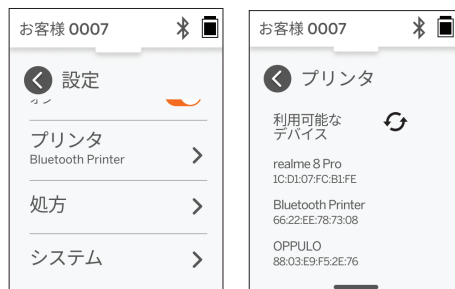 お客様 0007
設定
オン
プリンタ
Bluetooth Printer
処方
システム
お客様 0007
プリンタ
利用可能な
デバイス
realme 8 Pro
1C:D1:07:FC:B1:FE
Bluetooth Printer
66:22:EE:78:73:08
OPPULO
88:03:E9:F5:2E:76